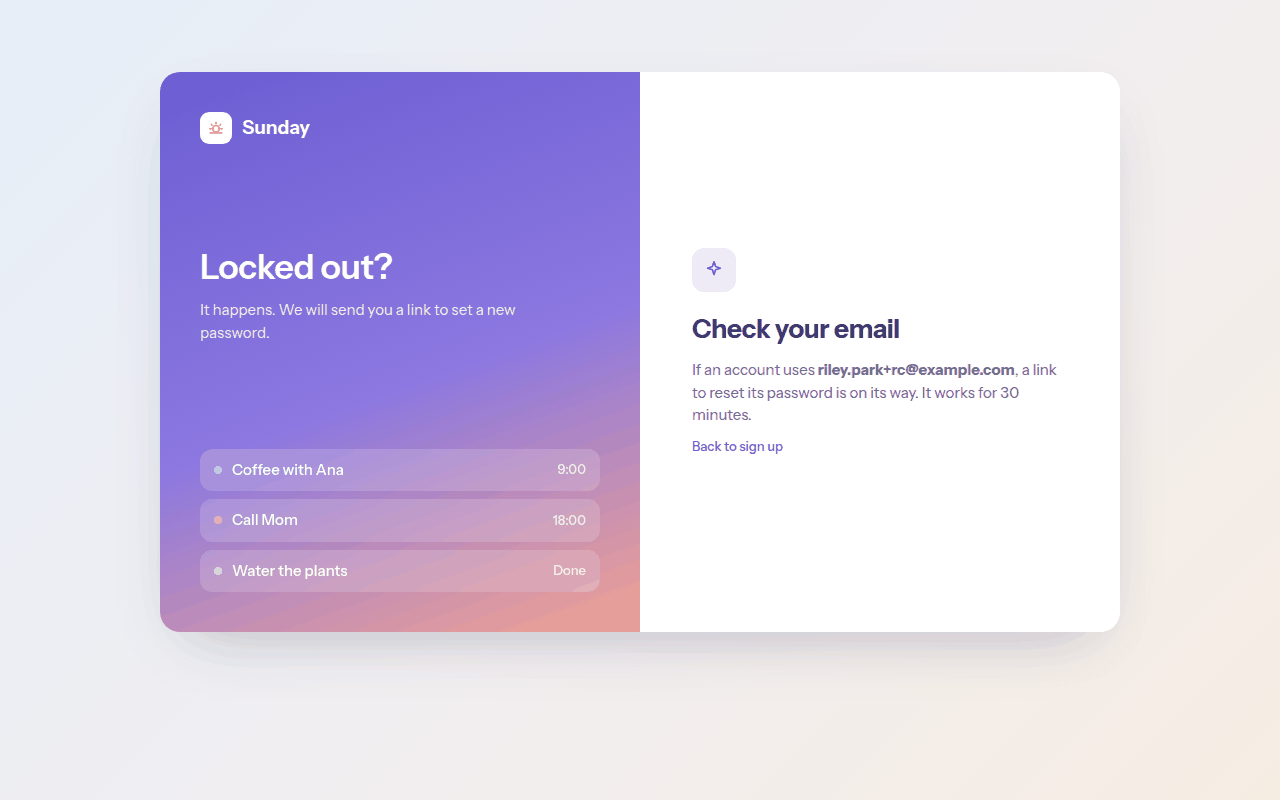 Sunday
Locked out?
It happens. We will send you a link to set a new
password.
Coffee with Ana 9:00
Call Mom 18:00
Water the plants Done
Check your email
If an account uses riley.park+rc@example.com, a link
to reset its password is on its way. It works for 30
minutes.
Back to sign up